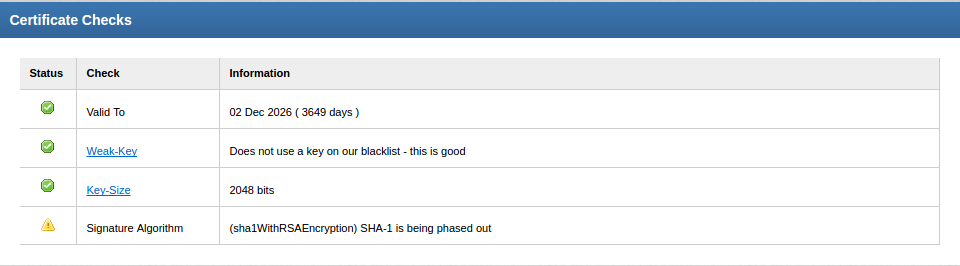 Certificate Checks
Status Check Information
Valid To 02 Dec 2026 ( 3649 days )
Weak-Key Does not use a key on our blacklist - this is good
Key-Size 2048 bits
Signature Algorithm (sha1WithRSAEncryption) SHA-1 is being phased out